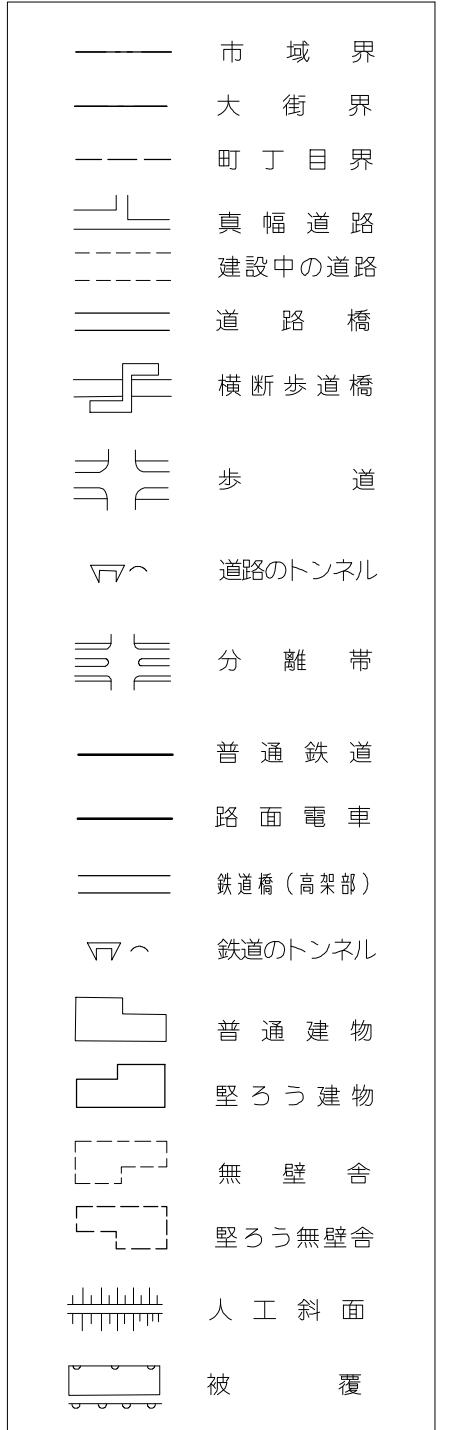 市域界
大街界
町丁目界
真幅道路
建設中の道路
道路橋
横断歩道橋
歩道
道路のトンネル
分離帯
普通鉄道
路面電車
鉄道橋(高架部)
鉄道のトンネル
普通建物
堅ろう建物
無壁舎
堅ろう無壁舎
人工斜面
被覆